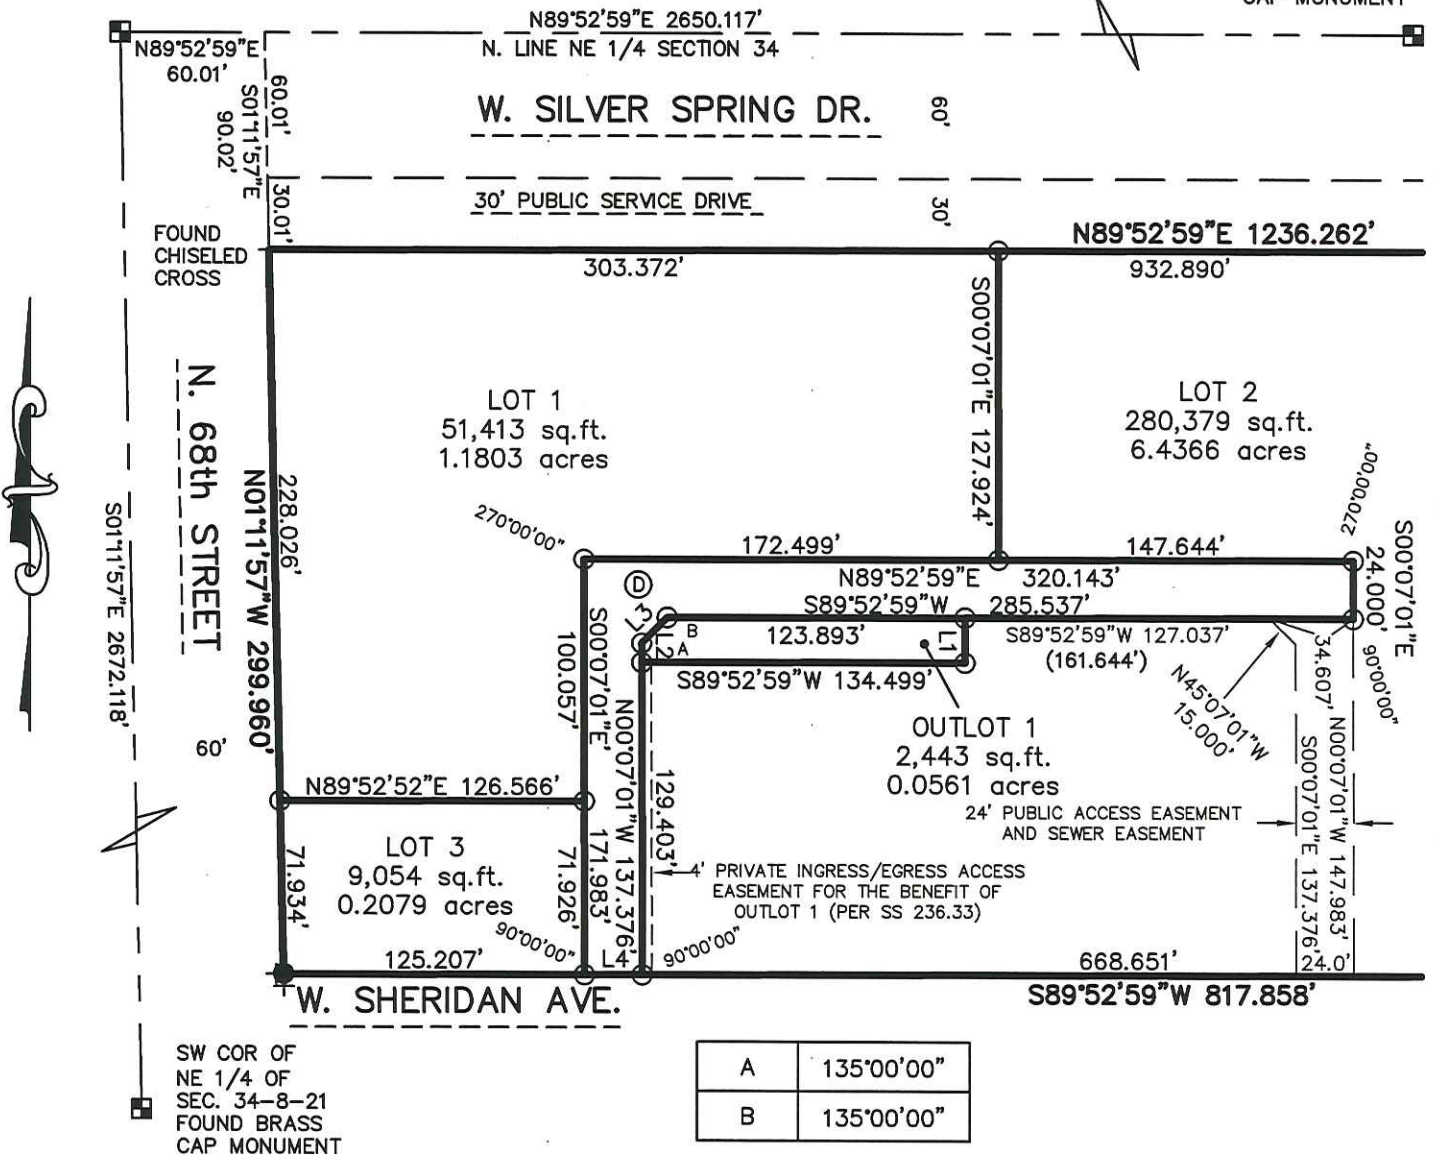 CAP MONUMENT
N89°52'59"E 2650.117'
N. LINE NE 1/4 SECTION 34
N89°52'59"E
60.01'
60.01'
S01°11'57"E
90.02'
30.01'
W. SILVER SPRING DR.
60'
30' PUBLIC SERVICE DRIVE
30'
FOUND
CHISELED
CROSS
N89°52'59"E 1236.262'
303.372'
932.890'
S00°07'01"E 127.924'
LOT 1
51,413 sq.ft.
1.1803 acres
LOT 2
280,379 sq.ft.
6.4366 acres
N. 68th STREET
228.026'
N01°11'57"W 299.960'
S01°11'57"E 2672.118'
60'
270°00'00"
270°00'00"
172.499'
147.644'
N89°52'59"E 320.143'
S89°52'59"W 285.537'
S00°07'01"E
24.000'
D
L3
B
L2
A
123.893'
L1
S89°52'59"W 127.037'
(161.644')
34.607'
90°00'00"
S89°52'59"W 134.499'
N45°07'01"W
15.000'
S00°07'01"E
100.057'
171.983'
N00°07'01"W 137.376'
129.403'
OUTLOT 1
2,443 sq.ft.
0.0561 acres
N00°07'01"W 147.983'
S00°07'01"E 137.376'
24' PUBLIC ACCESS EASEMENT
AND SEWER EASEMENT
N89°52'52"E 126.566'
LOT 3
9,054 sq.ft.
0.2079 acres
71.934'
71.926'
4' PRIVATE INGRESS/EGRESS ACCESS
EASEMENT FOR THE BENEFIT OF
OUTLOT 1 (PER SS 236.33)
90°00'00"
90°00'00"
125.207'
L4
668.651'
24.0'
W. SHERIDAN AVE.
S89°52'59"W 817.858'
SW COR OF
NE 1/4 OF
SEC. 34-8-21
FOUND BRASS
CAP MONUMENT
A 135°00'00"
B 135°00'00"